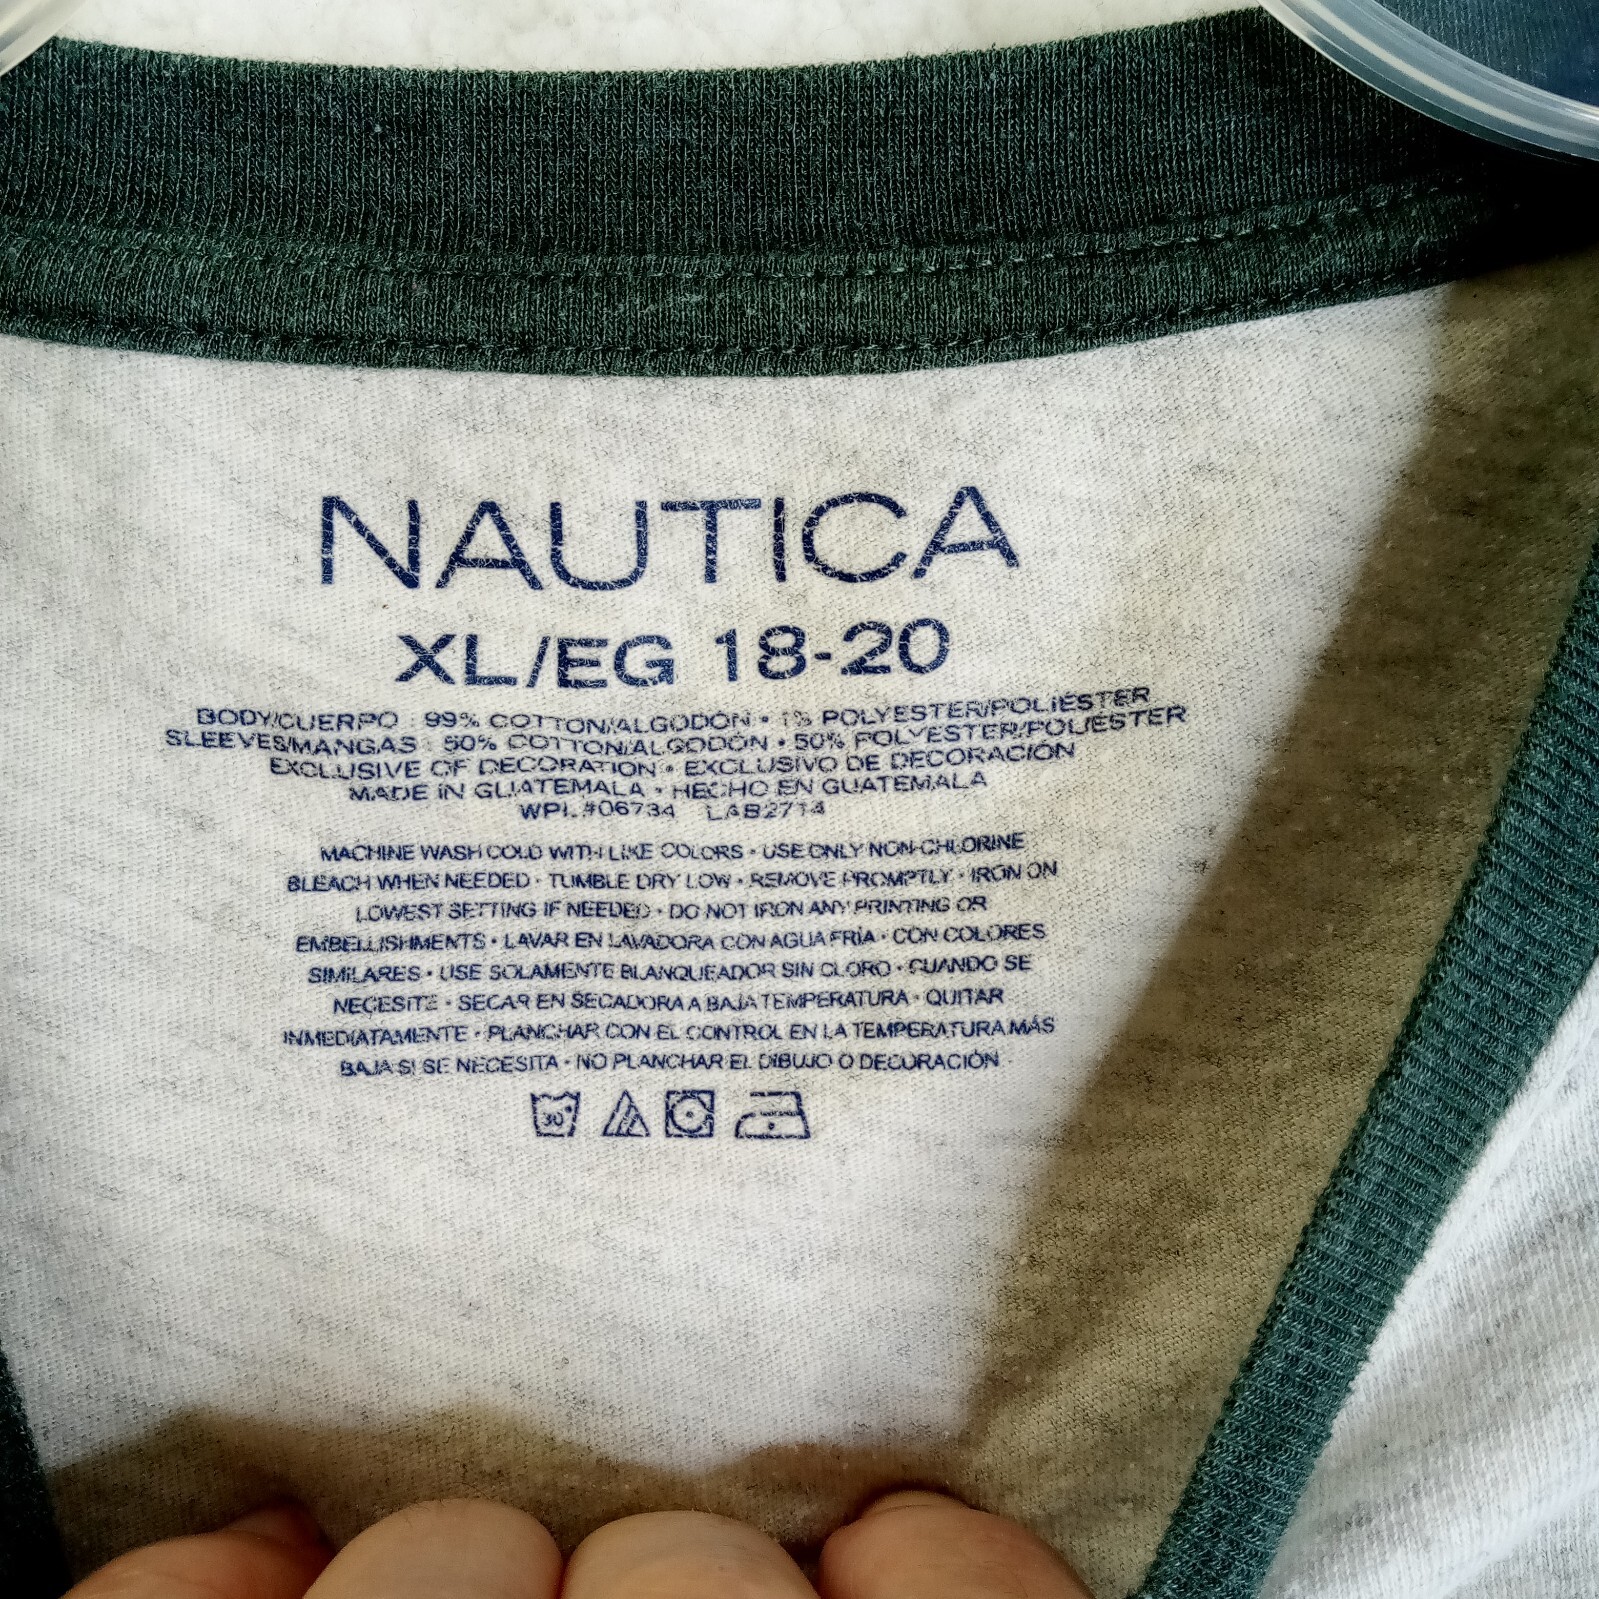 NAUTICA
XL/EG 18-20
BODY/CUERPO : 99% COTTON/ALGODÓN • 1% POLYESTER/POLIÉSTER
SLEEVES/MANGAS : 50% COTTON/ALGODÓN • 50% POLYESTER/POLIÉSTER
EXCLUSIVE OF DECORATION • EXCLUSIVO DE DECORACIÓN
MADE IN GUATEMALA • HECHO EN GUATEMALA
WPL #06734 LAB2714
MACHINE WASH COLD WITH LIKE COLORS • USE ONLY NON-CHLORINE
BLEACH WHEN NEEDED • TUMBLE DRY LOW • REMOVE PROMPTLY • IRON ON
LOWEST SETTING IF NEEDED • DO NOT IRON ANY PRINTING OR
EMBELLISHMENTS • LAVAR EN LAVADORA CON AGUA FRÍA • CON COLORES
SIMILARES • USE SOLAMENTE BLANQUEADOR SIN CLORO • CUANDO SE
NECESITE • SECAR EN SECADORA A BAJA TEMPERATURA • QUITAR
INMEDIATAMENTE • PLANCHAR CON EL CONTROL EN LA TEMPERATURA MÁS
BAJA SI SE NECESITA • NO PLANCHAR EL DIBUJO O DECORACIÓN
30°